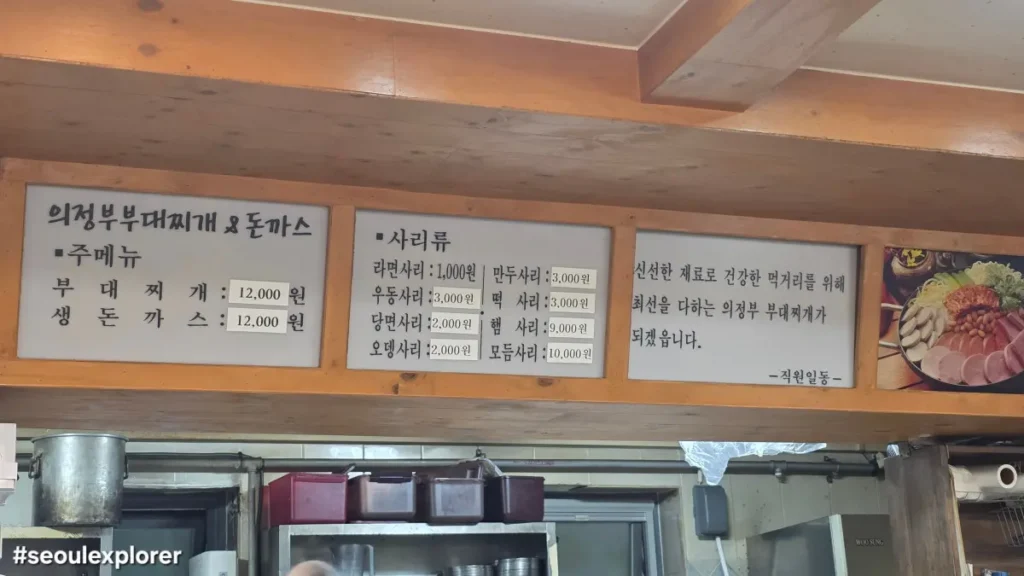 의정부부대찌개 & 돈까스
▪주메뉴
부 대 찌 개 : 12,000 원
생 돈 까 스 : 12,000 원
▪사리류
라면사리 : 1,000원
우동사리 : 3,000원
당면사리 : 2,000원
오뎅사리 : 2,000원
만두사리 : 3,000원
떡 사리 : 3,000원
햄 사리 : 9,000원
모듬사리 : 10,000원
신선한 재료로 건강한 먹거리를 위해
최선을 다하는 의정부 부대찌개가
되겠읍니다.
-직원일동-
#seoulexplorer